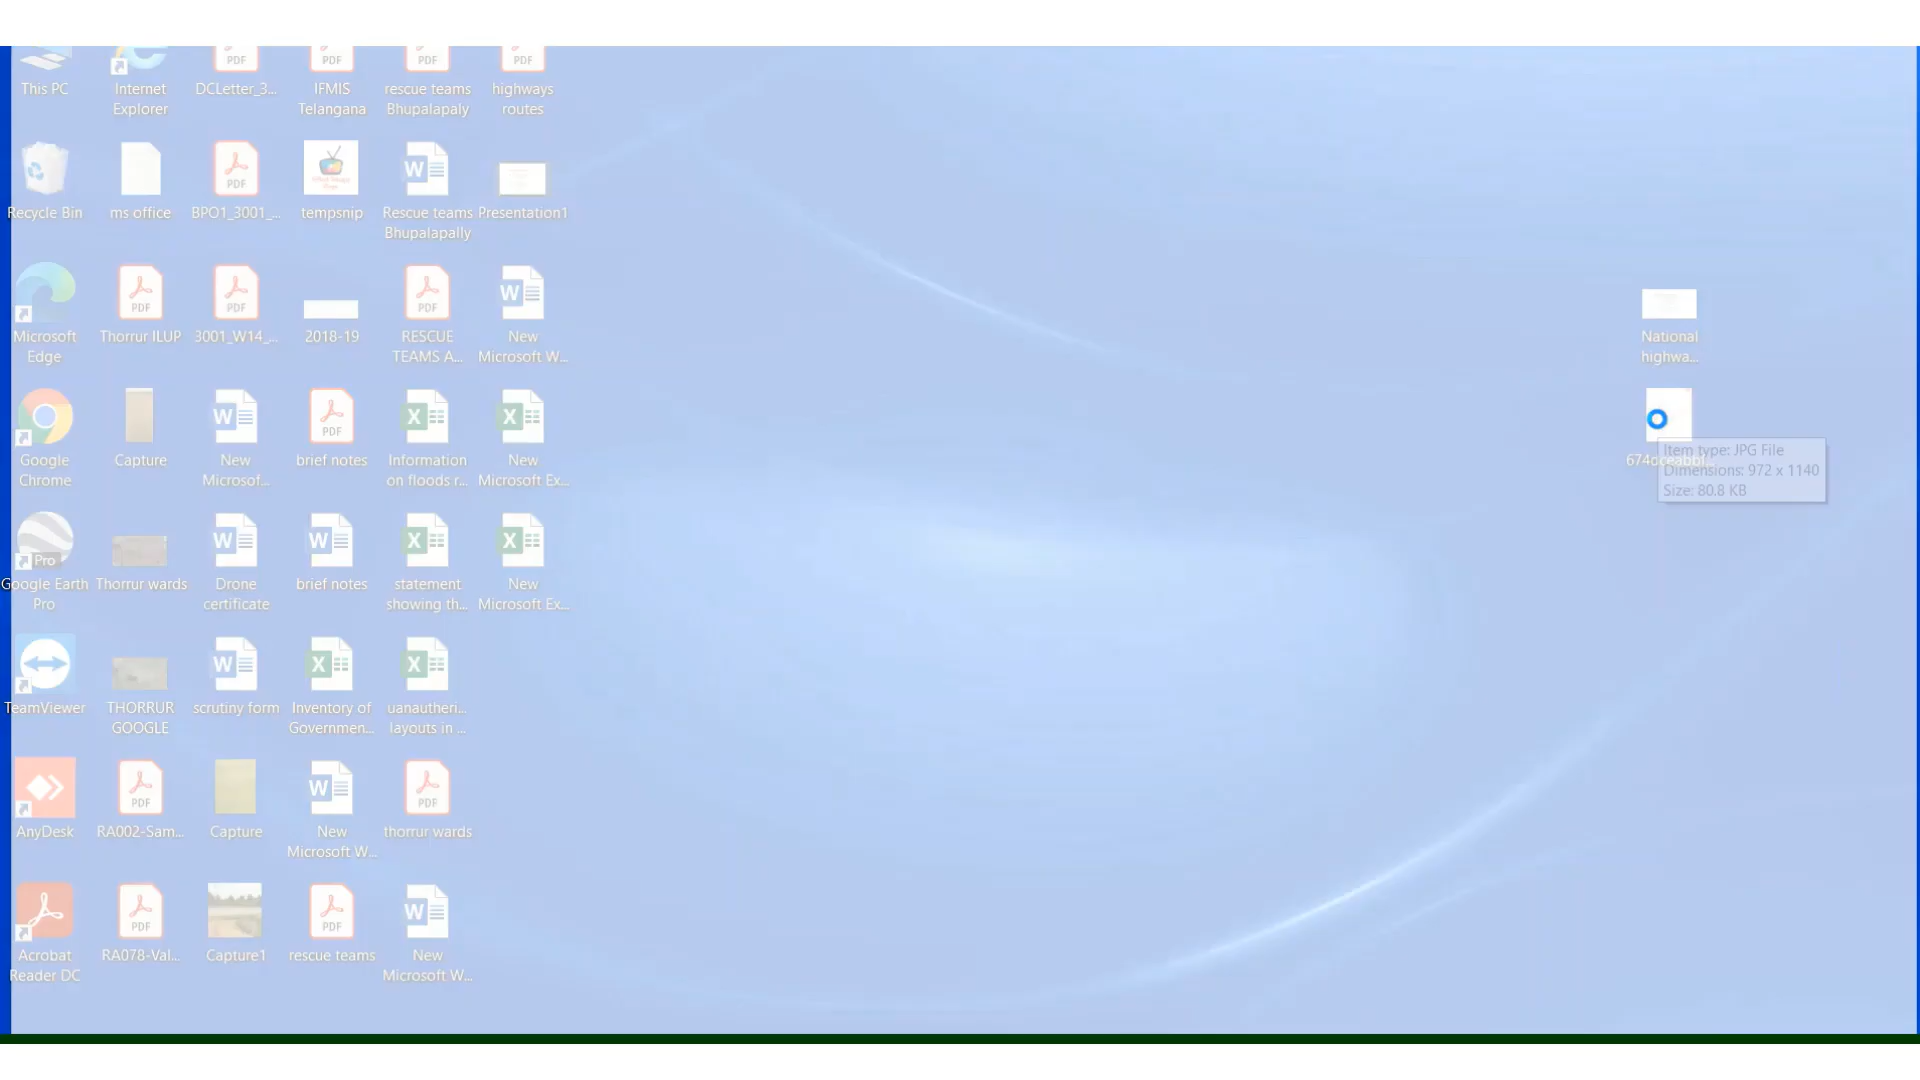 This PC
Internet
Explorer
DCLetter_3...
IFMIS
Telangana
rescue teams
Bhupalapaly
highways
routes
Recycle Bin
ms office
BPO1_3001_...
tempsnip
Rescue teams
Bhupalapally
Presentation1
Microsoft
Edge
Thorrur ILUP
3001_W14_...
2018-19
RESCUE
TEAMS A...
New
Microsoft W...
National
highwa...
Google
Chrome
Capture
New
Microsof...
brief notes
Information
on floods r...
New
Microsoft Ex...
Item type: JPG File
Dimensions: 972 x 1140
Size: 80.8 KB
Google Earth
Pro
Thorrur wards
Drone
certificate
brief notes
statement
showing th...
New
Microsoft Ex...
TeamViewer
THORRUR
GOOGLE
scrutiny form
Inventory of
Governmen...
uanautheri...
layouts in ...
AnyDesk
RA002-Sam...
Capture
New
Microsoft W...
thorrur wards
Acrobat
Reader DC
RA078-Val...
Capture1
rescue teams
New
Microsoft W...